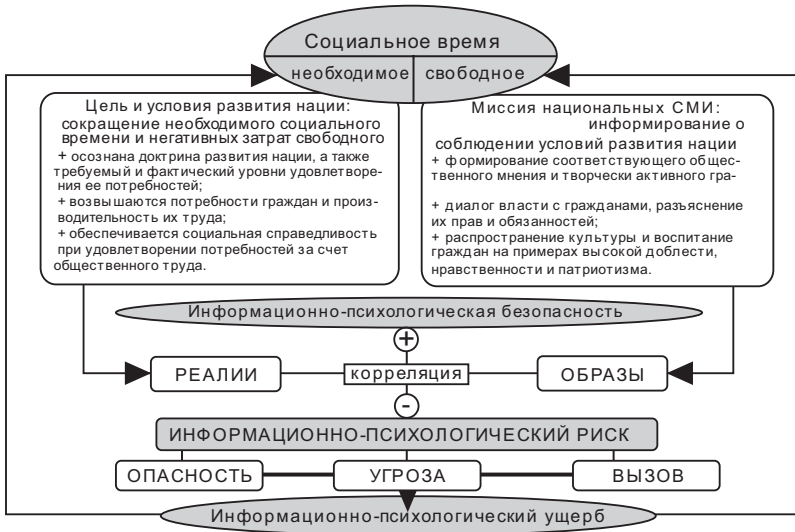 Социальное время
необходимое свободное
Цель и условия развития нации:
сокращение необходимого социального
времени и негативных затрат свободного
+ осознана доктрина развития нации, а также
требуемый и фактический уровни удовлетворе-
ния ее потребностей;
+ возвышаются потребности граждан и произ-
водительность их труда;
+ обеспечивается социальная справедливость
при удовлетворении потребностей за счет
общественного труда.
Миссия национальных СМИ:
информирование о
соблюдении условий развития нации
+ формирование соответствующего общес-
твенного мнения и творчески активного гра-
+ диалог власти с гражданами, разъяснение
их прав и обязанностей;
+ распространение культуры и воспитание
граждан на примерах высокой доблести,
нравственности и патриотизма.
Информационно-психологическая безопасность
+
РЕАЛИИ корреляция ОБРАЗЫ
-
ИНФОРМАЦИОННО-ПСИХОЛОГИЧЕСКИЙ РИСК
ОПАСНОСТЬ УГРОЗА ВЫЗОВ
Информационно-психологический ущерб